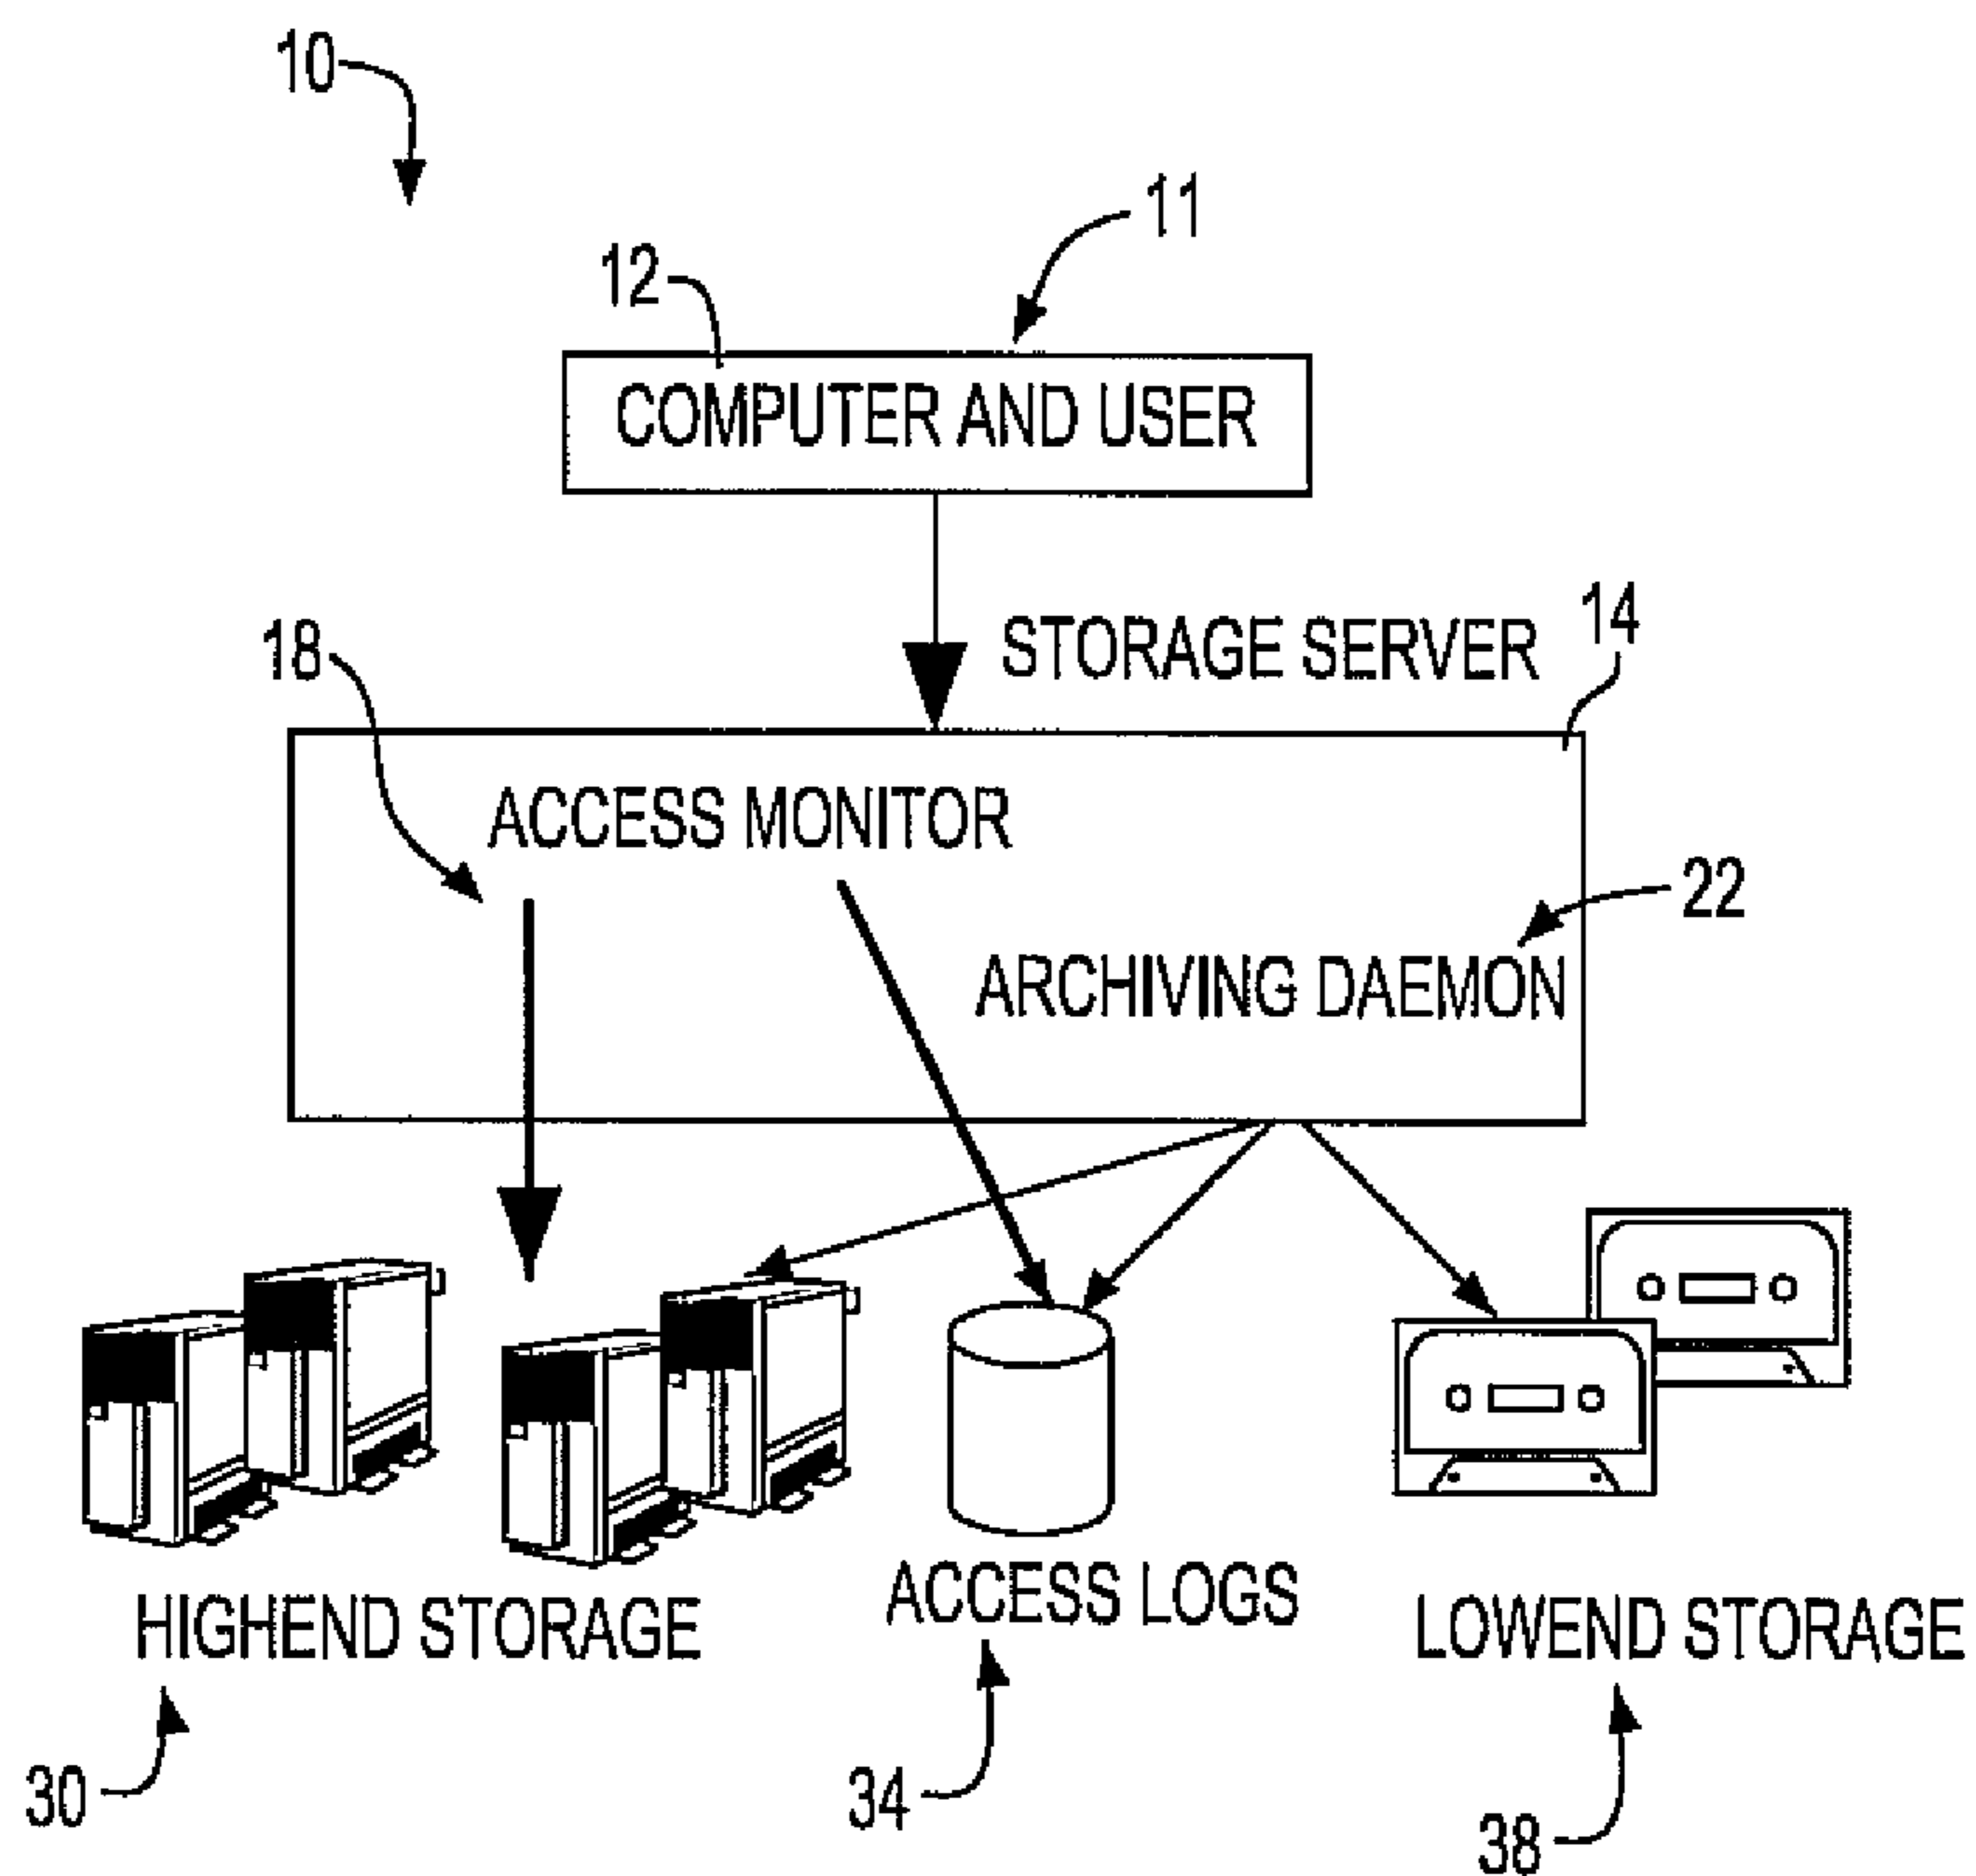 10
11
12
COMPUTER AND USER
14
STORAGE SERVER
18
ACCESS MONITOR
22
ARCHIVING DAEMON
HIGHEND STORAGE
ACCESS LOGS
LOWEND STORAGE
30
34
38